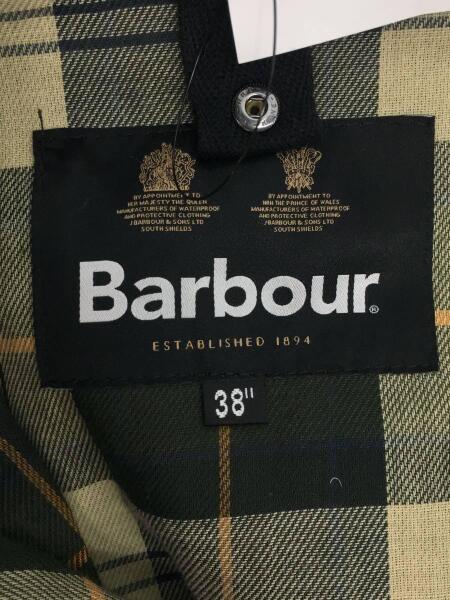 BY APPOINTMENT TO
HER MAJESTY THE QUEEN
MANUFACTURERS OF WATERPROOF
AND PROTECTIVE CLOTHING
J BARBOUR & SONS LTD
SOUTH SHIELDS
BY APPOINTMENT TO
HRH THE PRINCE OF WALES
MANUFACTURERS OF WATERPROOF
AND PROTECTIVE CLOTHING
J BARBOUR & SONS LTD
SOUTH SHIELDS
Barbour®
ESTABLISHED 1894
38"